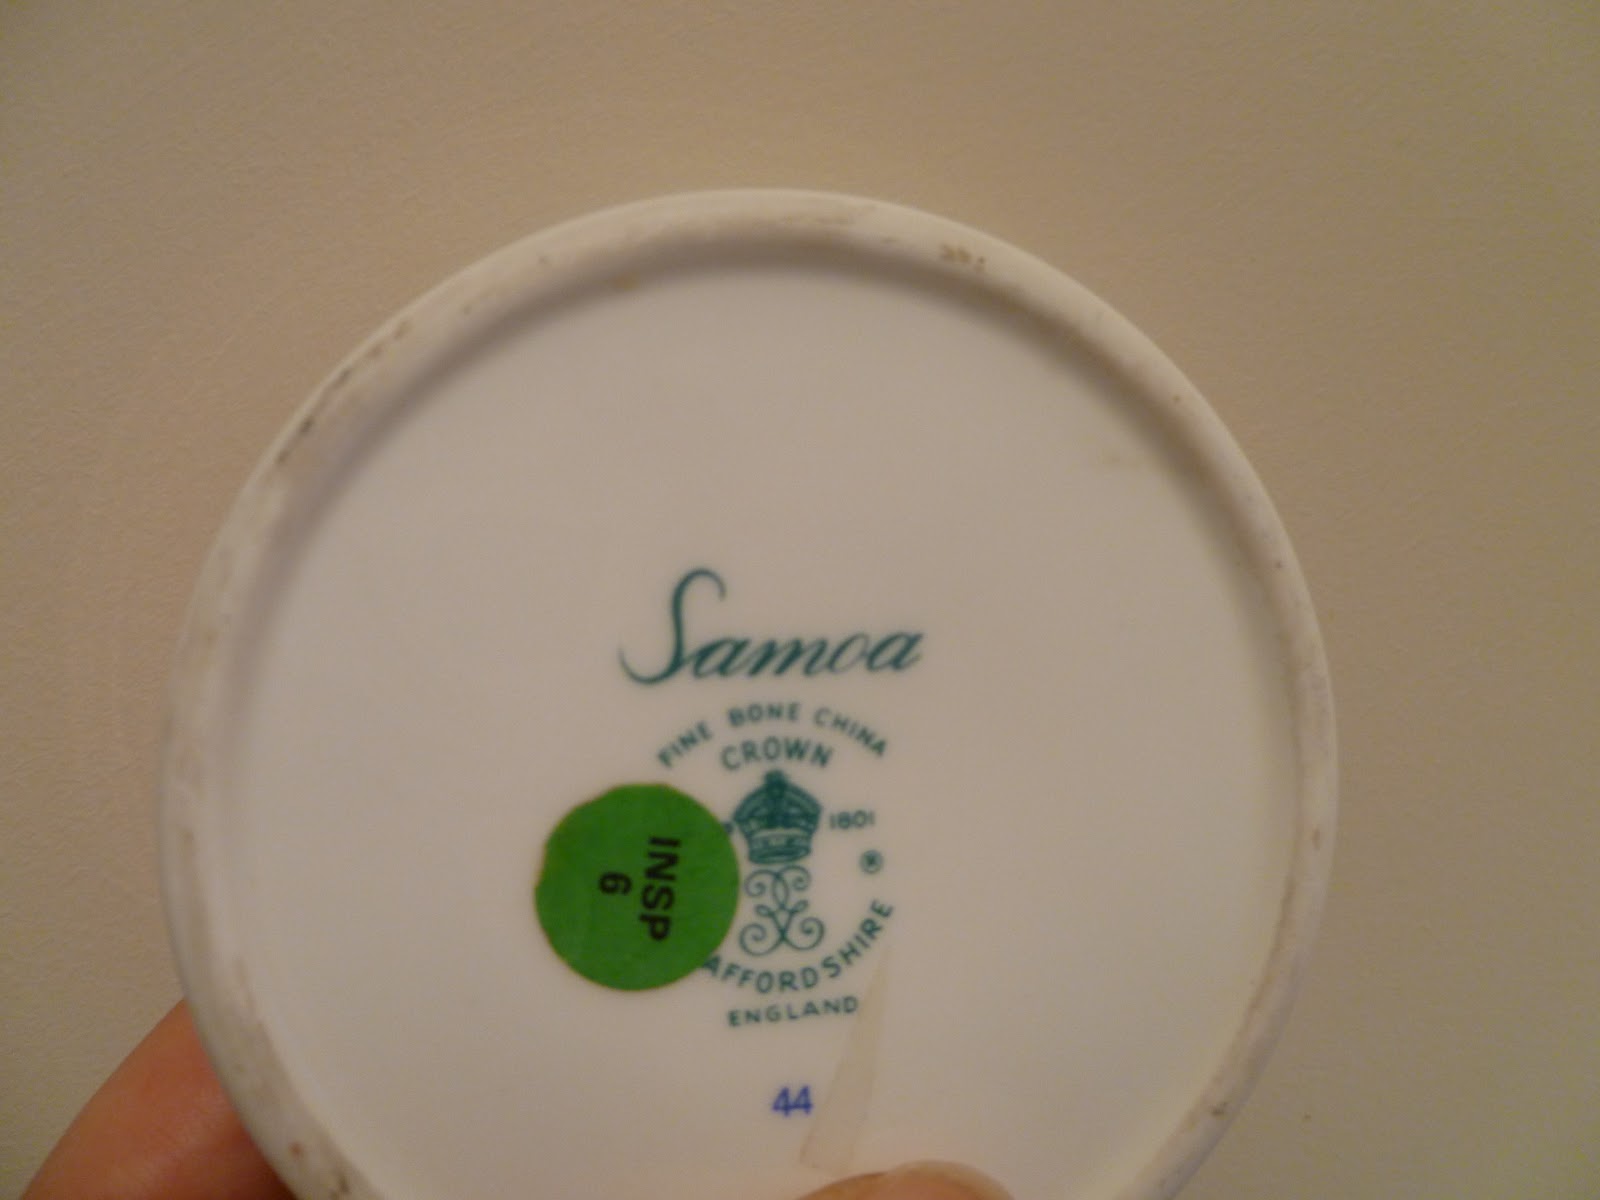 Samoa
FINE BONE CHINA
CROWN
1801
®
AFFORDSHIRE
ENGLAND
INSP
6
44